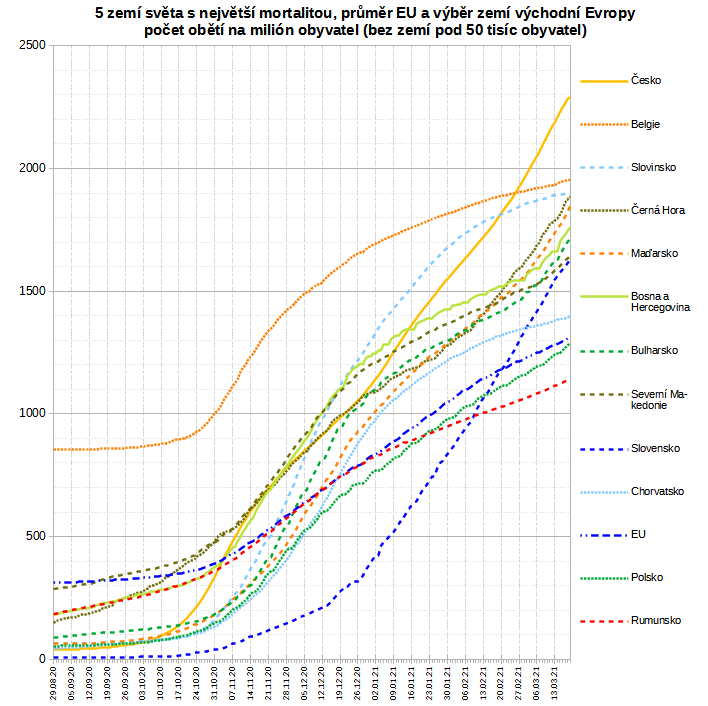 5 zemí světa s největší mortalitou, průměr EU a výběr zemí východní Evropy
počet obětí na milión obyvatel (bez zemí pod 50 tisíc obyvatel)
2500
2000
1500
1000
500
0
29.08.20
05.09.20
12.09.20
19.09.20
26.09.20
03.10.20
10.10.20
17.10.20
24.10.20
31.10.20
07.11.20
14.11.20
21.11.20
28.11.20
05.12.20
12.12.20
19.12.20
26.12.20
02.01.21
09.01.21
16.01.21
23.01.21
30.01.21
06.02.21
13.02.21
20.02.21
27.02.21
06.03.21
13.03.21
Česko
Belgie
Slovinsko
Černá Hora
Maďarsko
Bosna a
Hercegovina
Bulharsko
Severní Ma-
kedonie
Slovensko
Chorvatsko
EU
Polsko
Rumunsko